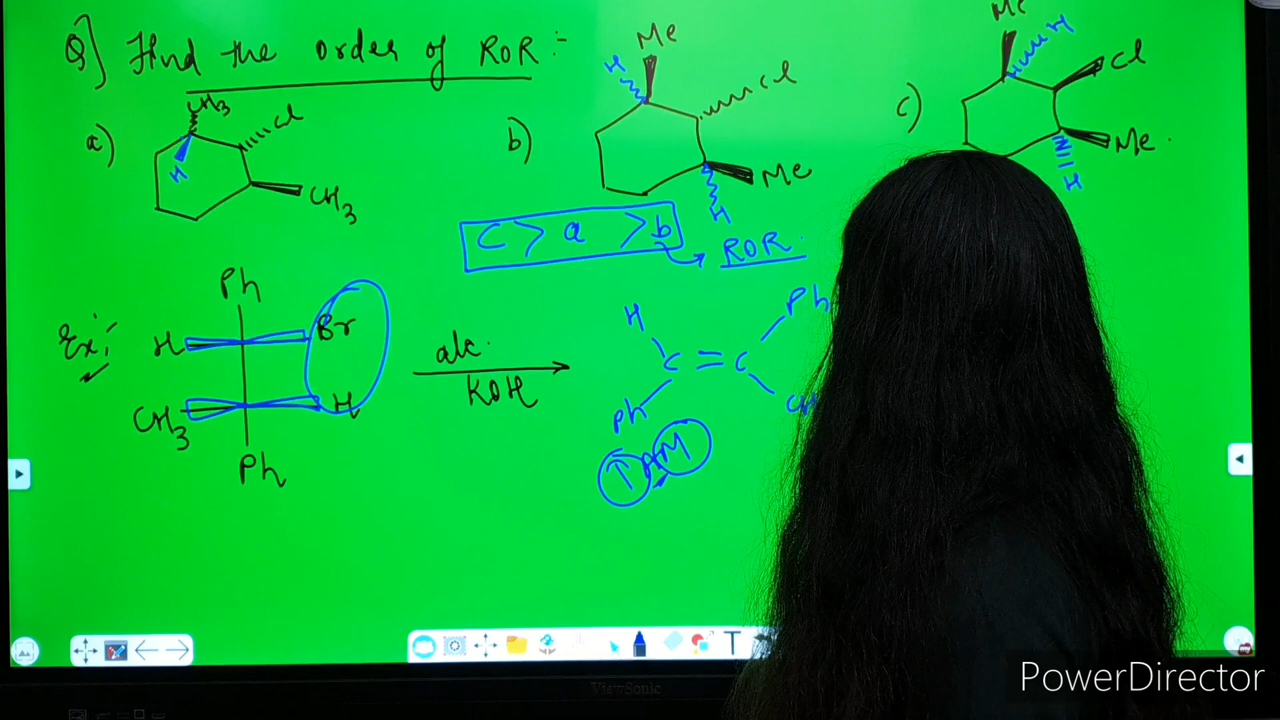 Q] Find the order of ROR:-
a) CH3 Cl H CH3
b) Me H Cl Me H
c) Me H Cl Me H
C > a > b → ROR.
Ex:
Ph
H Br
CH3 H
Ph
alc.
KOH
H Ph
C = C
Ph
T M
ViewSonic
PowerDirector